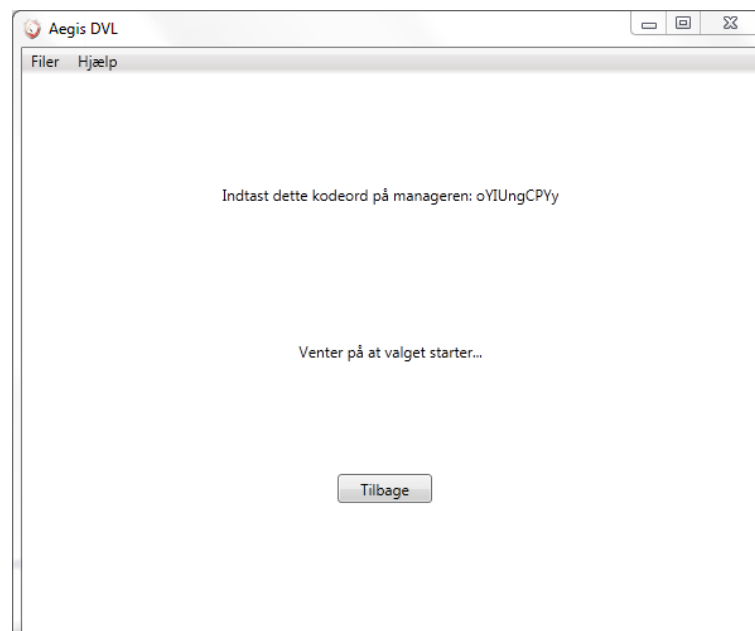 Aegis DVL
Filer Hjælp
Indtast dette kodeord på manageren: oYIUngCPYy
Venter på at valget starter...
Tilbage